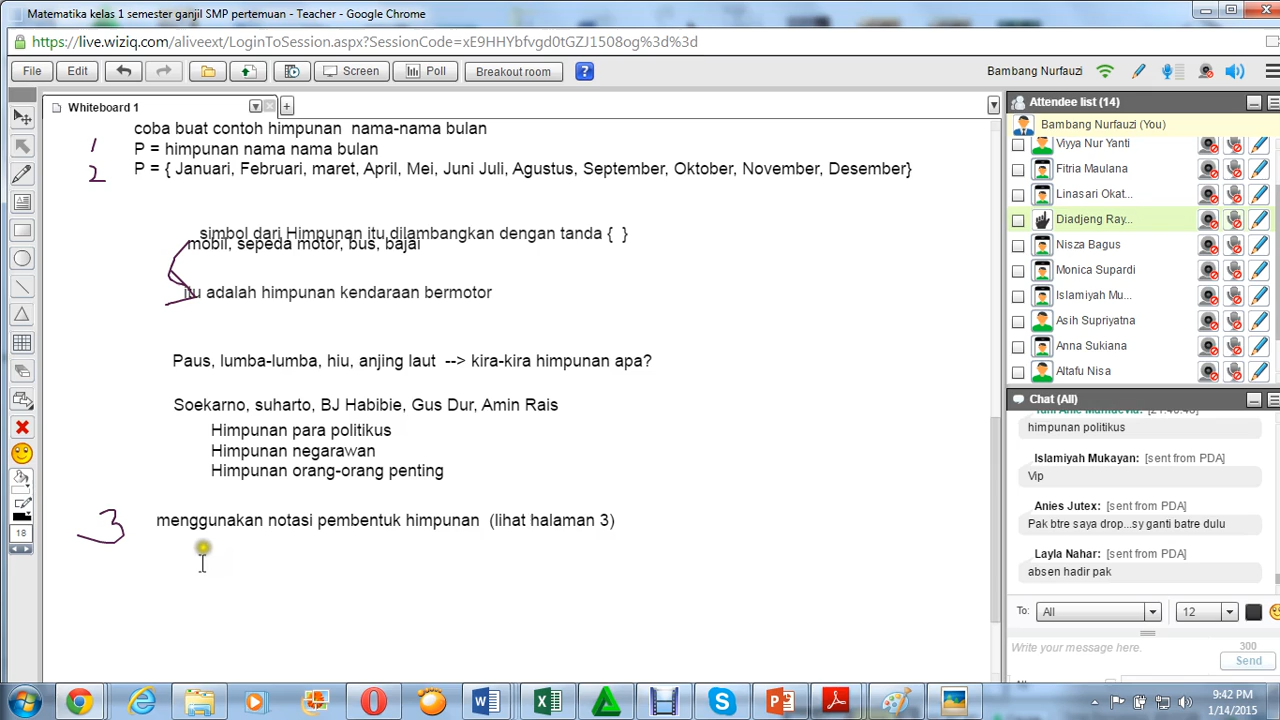 Matematika kelas 1 semester ganjil SMP pertemuan - Teacher - Google Chrome
https://live.wiziq.com/aliveext/LoginToSession.aspx?SessionCode=xE9HHYbfvgd0tGZJ1508og%3d%3d
File Edit Screen Poll Breakout room ? Bambang Nurfauzi
Whiteboard 1
coba buat contoh himpunan nama-nama bulan
1 P = himpunan nama nama bulan
2 P = { Januari, Februari, maret, April, Mei, Juni Juli, Agustus, September, Oktober, November, Desember}
simbol dari Himpunan itu dilambangkan dengan tanda { }
mobil, sepeda motor, bus, bajai
itu adalah himpunan kendaraan bermotor
Paus, lumba-lumba, hiu, anjing laut --> kira-kira himpunan apa?
Soekarno, suharto, BJ Habibie, Gus Dur, Amin Rais
Himpunan para politikus
Himpunan negarawan
Himpunan orang-orang penting
3 menggunakan notasi pembentuk himpunan (lihat halaman 3)
18
Attendee list (14)
Bambang Nurfauzi (You)
Viyya Nur Yanti
Fitria Maulana
Linasari Okat...
Diadjeng Ray...
Nisza Bagus
Monica Supardi
Islamiyah Mu...
Asih Supriyatna
Anna Sukiana
Altafu Nisa
Chat (All)
himpunan politikus
Islamiyah Mukayan: [sent from PDA]
Vip
Anies Jutex: [sent from PDA]
Pak btre saya drop...sy ganti batre dulu
Layla Nahar: [sent from PDA]
absen hadir pak
To: All 12
Write your message here. 300
Send
9:42 PM
1/14/2015